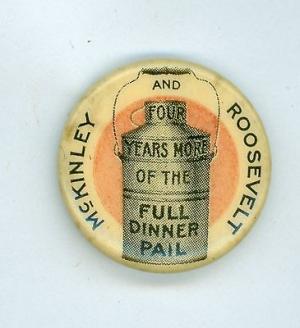 McKINLEY
AND
ROOSEVELT
FOUR
YEARS MORE
OF THE
FULL
DINNER
PAIL